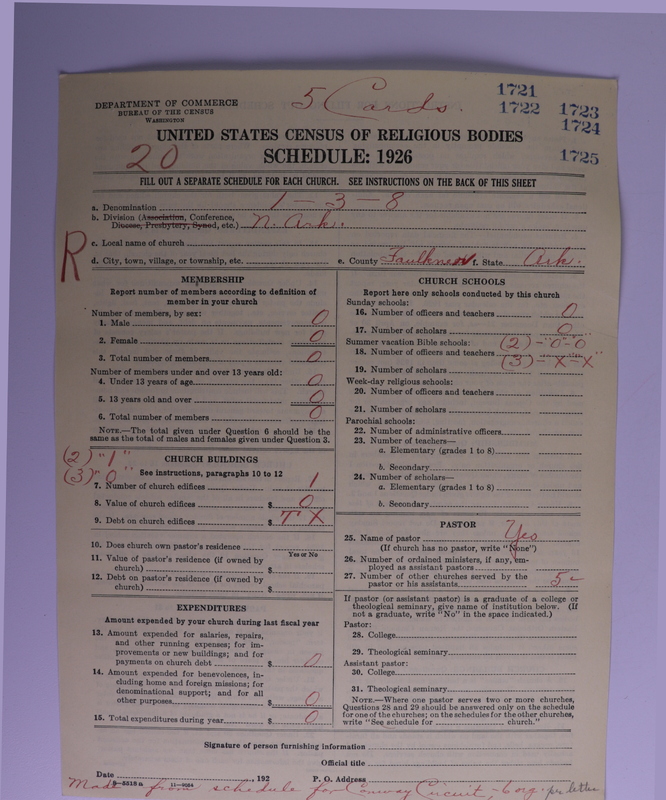 5 Cards.
1721
1722 1723
1724
1725
DEPARTMENT OF COMMERCE
BUREAU OF THE CENSUS
WASHINGTON
UNITED STATES CENSUS OF RELIGIOUS BODIES
20
SCHEDULE: 1926
FILL OUT A SEPARATE SCHEDULE FOR EACH CHURCH. SEE INSTRUCTIONS ON THE BACK OF THIS SHEET
a. Denomination 1-3-8
b. Division (Association, Conference,
Diocese, Presbytery, Synod, etc.) N. Ark.
R
c. Local name of church
d. City, town, village, or township, etc. e. County Faulkner f. State Ark.
MEMBERSHIP
Report number of members according to definition of
member in your church
Number of members, by sex:
1. Male 0
2. Female 0
3. Total number of members 0
Number of members under and over 13 years old:
4. Under 13 years of age 0
5. 13 years old and over 0
6. Total number of members 0
NOTE.—The total given under Question 6 should be the
same as the total of males and females given under Question 3.
(2) "1"
(3) "0"
CHURCH BUILDINGS
See instructions, paragraphs 10 to 12
7. Number of church edifices 1
8. Value of church edifices $ 0
9. Debt on church edifices $ T X
10. Does church own pastor's residence
Yes or No
11. Value of pastor's residence (if owned by
church) $
12. Debt on pastor's residence (if owned by
church) $
EXPENDITURES
Amount expended by your church during last fiscal year
13. Amount expended for salaries, repairs,
and other running expenses; for im-
provements or new buildings; and for
payments on church debt $ 0
14. Amount expended for benevolences, in-
cluding home and foreign missions; for
denominational support; and for all
other purposes $ 0
15. Total expenditures during year $ 0
CHURCH SCHOOLS
Report here only schools conducted by this church
Sunday schools:
16. Number of officers and teachers 0
17. Number of scholars 0
Summer vacation Bible schools: (2)-"0-0
18. Number of officers and teachers
(3)-X-X"
19. Number of scholars
Week-day religious schools:
20. Number of officers and teachers
21. Number of scholars
Parochial schools:
22. Number of administrative officers
23. Number of teachers—
a. Elementary (grades 1 to 8)
b. Secondary
24. Number of scholars—
a. Elementary (grades 1 to 8)
b. Secondary
PASTOR
25. Name of pastor Yes
(If church has no pastor, write "None")
26. Number of ordained ministers, if any, em-
ployed as assistant pastors
27. Number of other churches served by the
pastor or his assistants 5
If pastor (or assistant pastor) is a graduate of a college or
theological seminary, give name of institution below. (If
not a graduate, write "No" in the space indicated.)
Pastor:
28. College
29. Theological seminary
Assistant pastor:
30. College
31. Theological seminary
NOTE.—Where one pastor serves two or more churches,
Questions 28 and 29 should be answered only on the schedule
for one of the churches; on the schedules for the other churches,
write "See schedule for church."
Signature of person furnishing information
Official title
Date , 192 P. O. Address
11—9054
Made from schedule for Conway Circuit, - 6 org. per letter